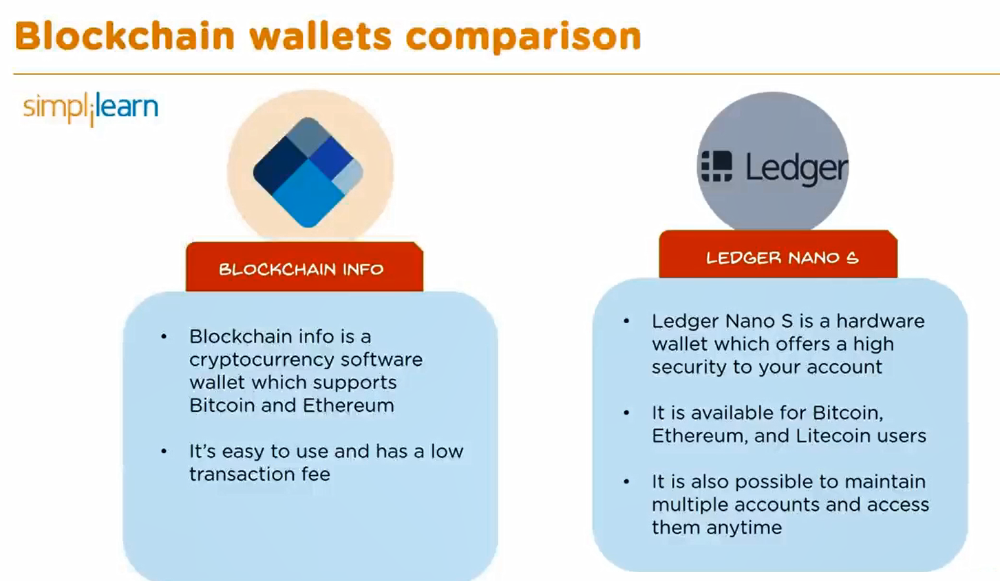 Blockchain wallets comparison
simplilearn
Ledger
BLOCKCHAIN INFO
• Blockchain info is a
cryptocurrency software
wallet which supports
Bitcoin and Ethereum
• It’s easy to use and has a low
transaction fee
LEDGER NANO S
• Ledger Nano S is a hardware
wallet which offers a high
security to your account
• It is available for Bitcoin,
Ethereum, and Litecoin users
• It is also possible to maintain
multiple accounts and access
them anytime